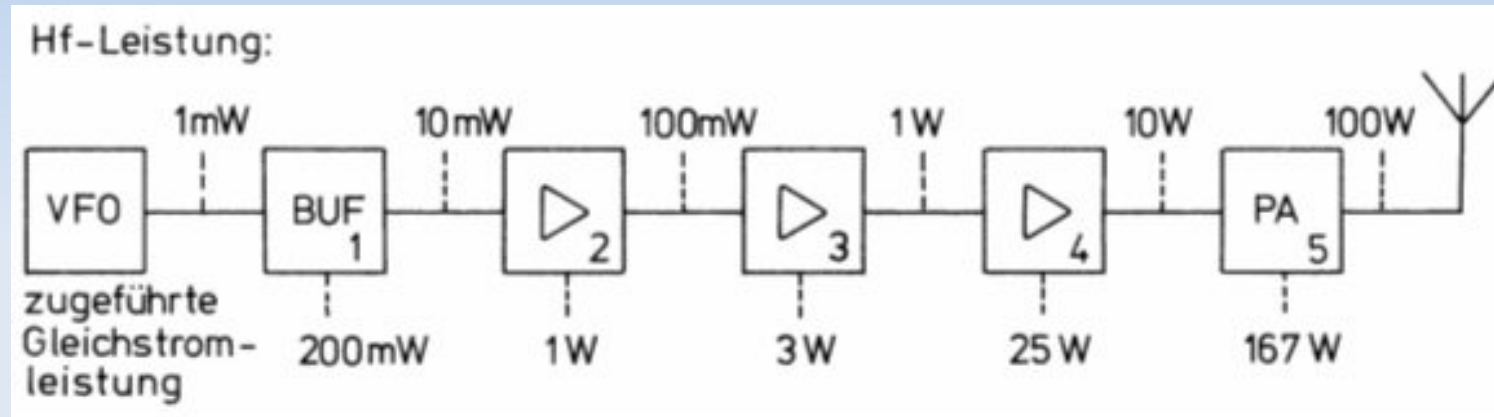 Hf-Leistung:
1mW 10mW 100mW 1W 10W 100W
VFO BUF 1 2 3 4 PA 5
zugeführte
Gleichstrom-
leistung
200mW 1W 3W 25W 167W